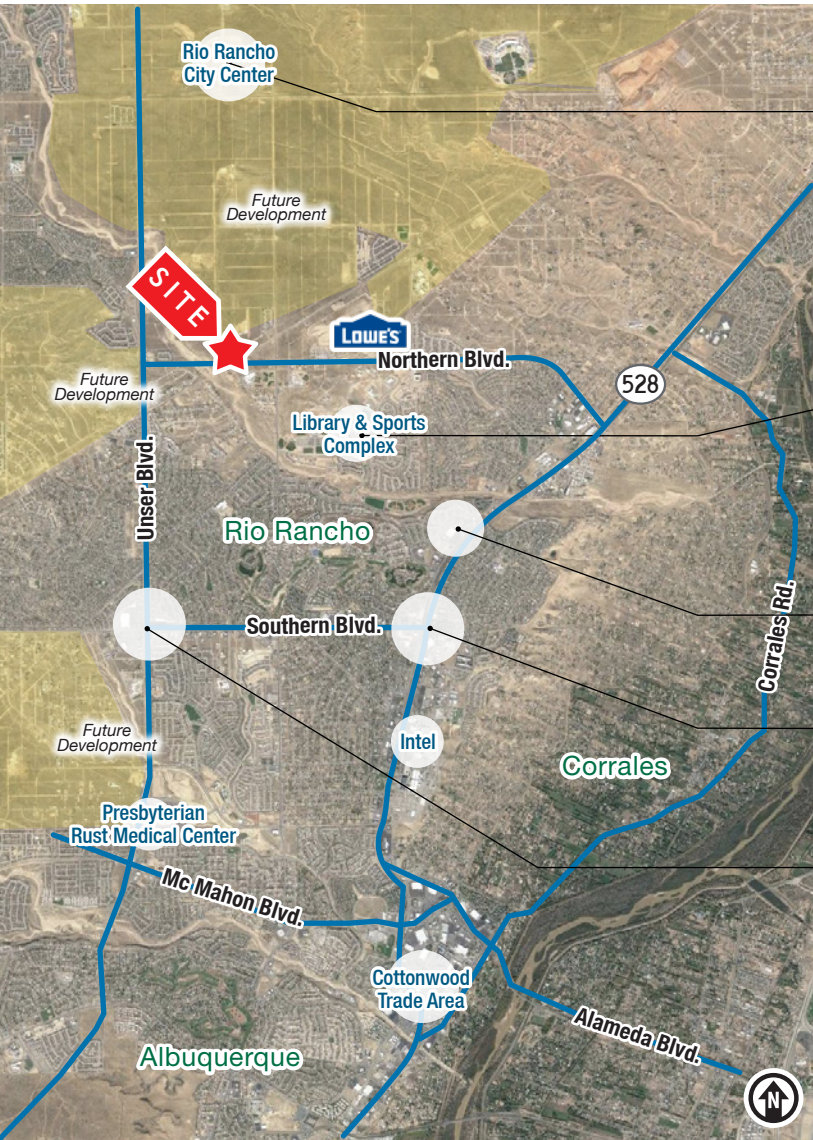 Rio Rancho
City Center
Future
Development
SITE
LOWE'S
Northern Blvd.
528
Future
Development
Library & Sports
Complex
Unser Blvd.
Rio Rancho
Southern Blvd.
Corrales Rd.
Future
Development
Intel
Corrales
Presbyterian
Rust Medical Center
Mc Mahon Blvd.
Cottonwood
Trade Area
Alameda Blvd.
Albuquerque
N